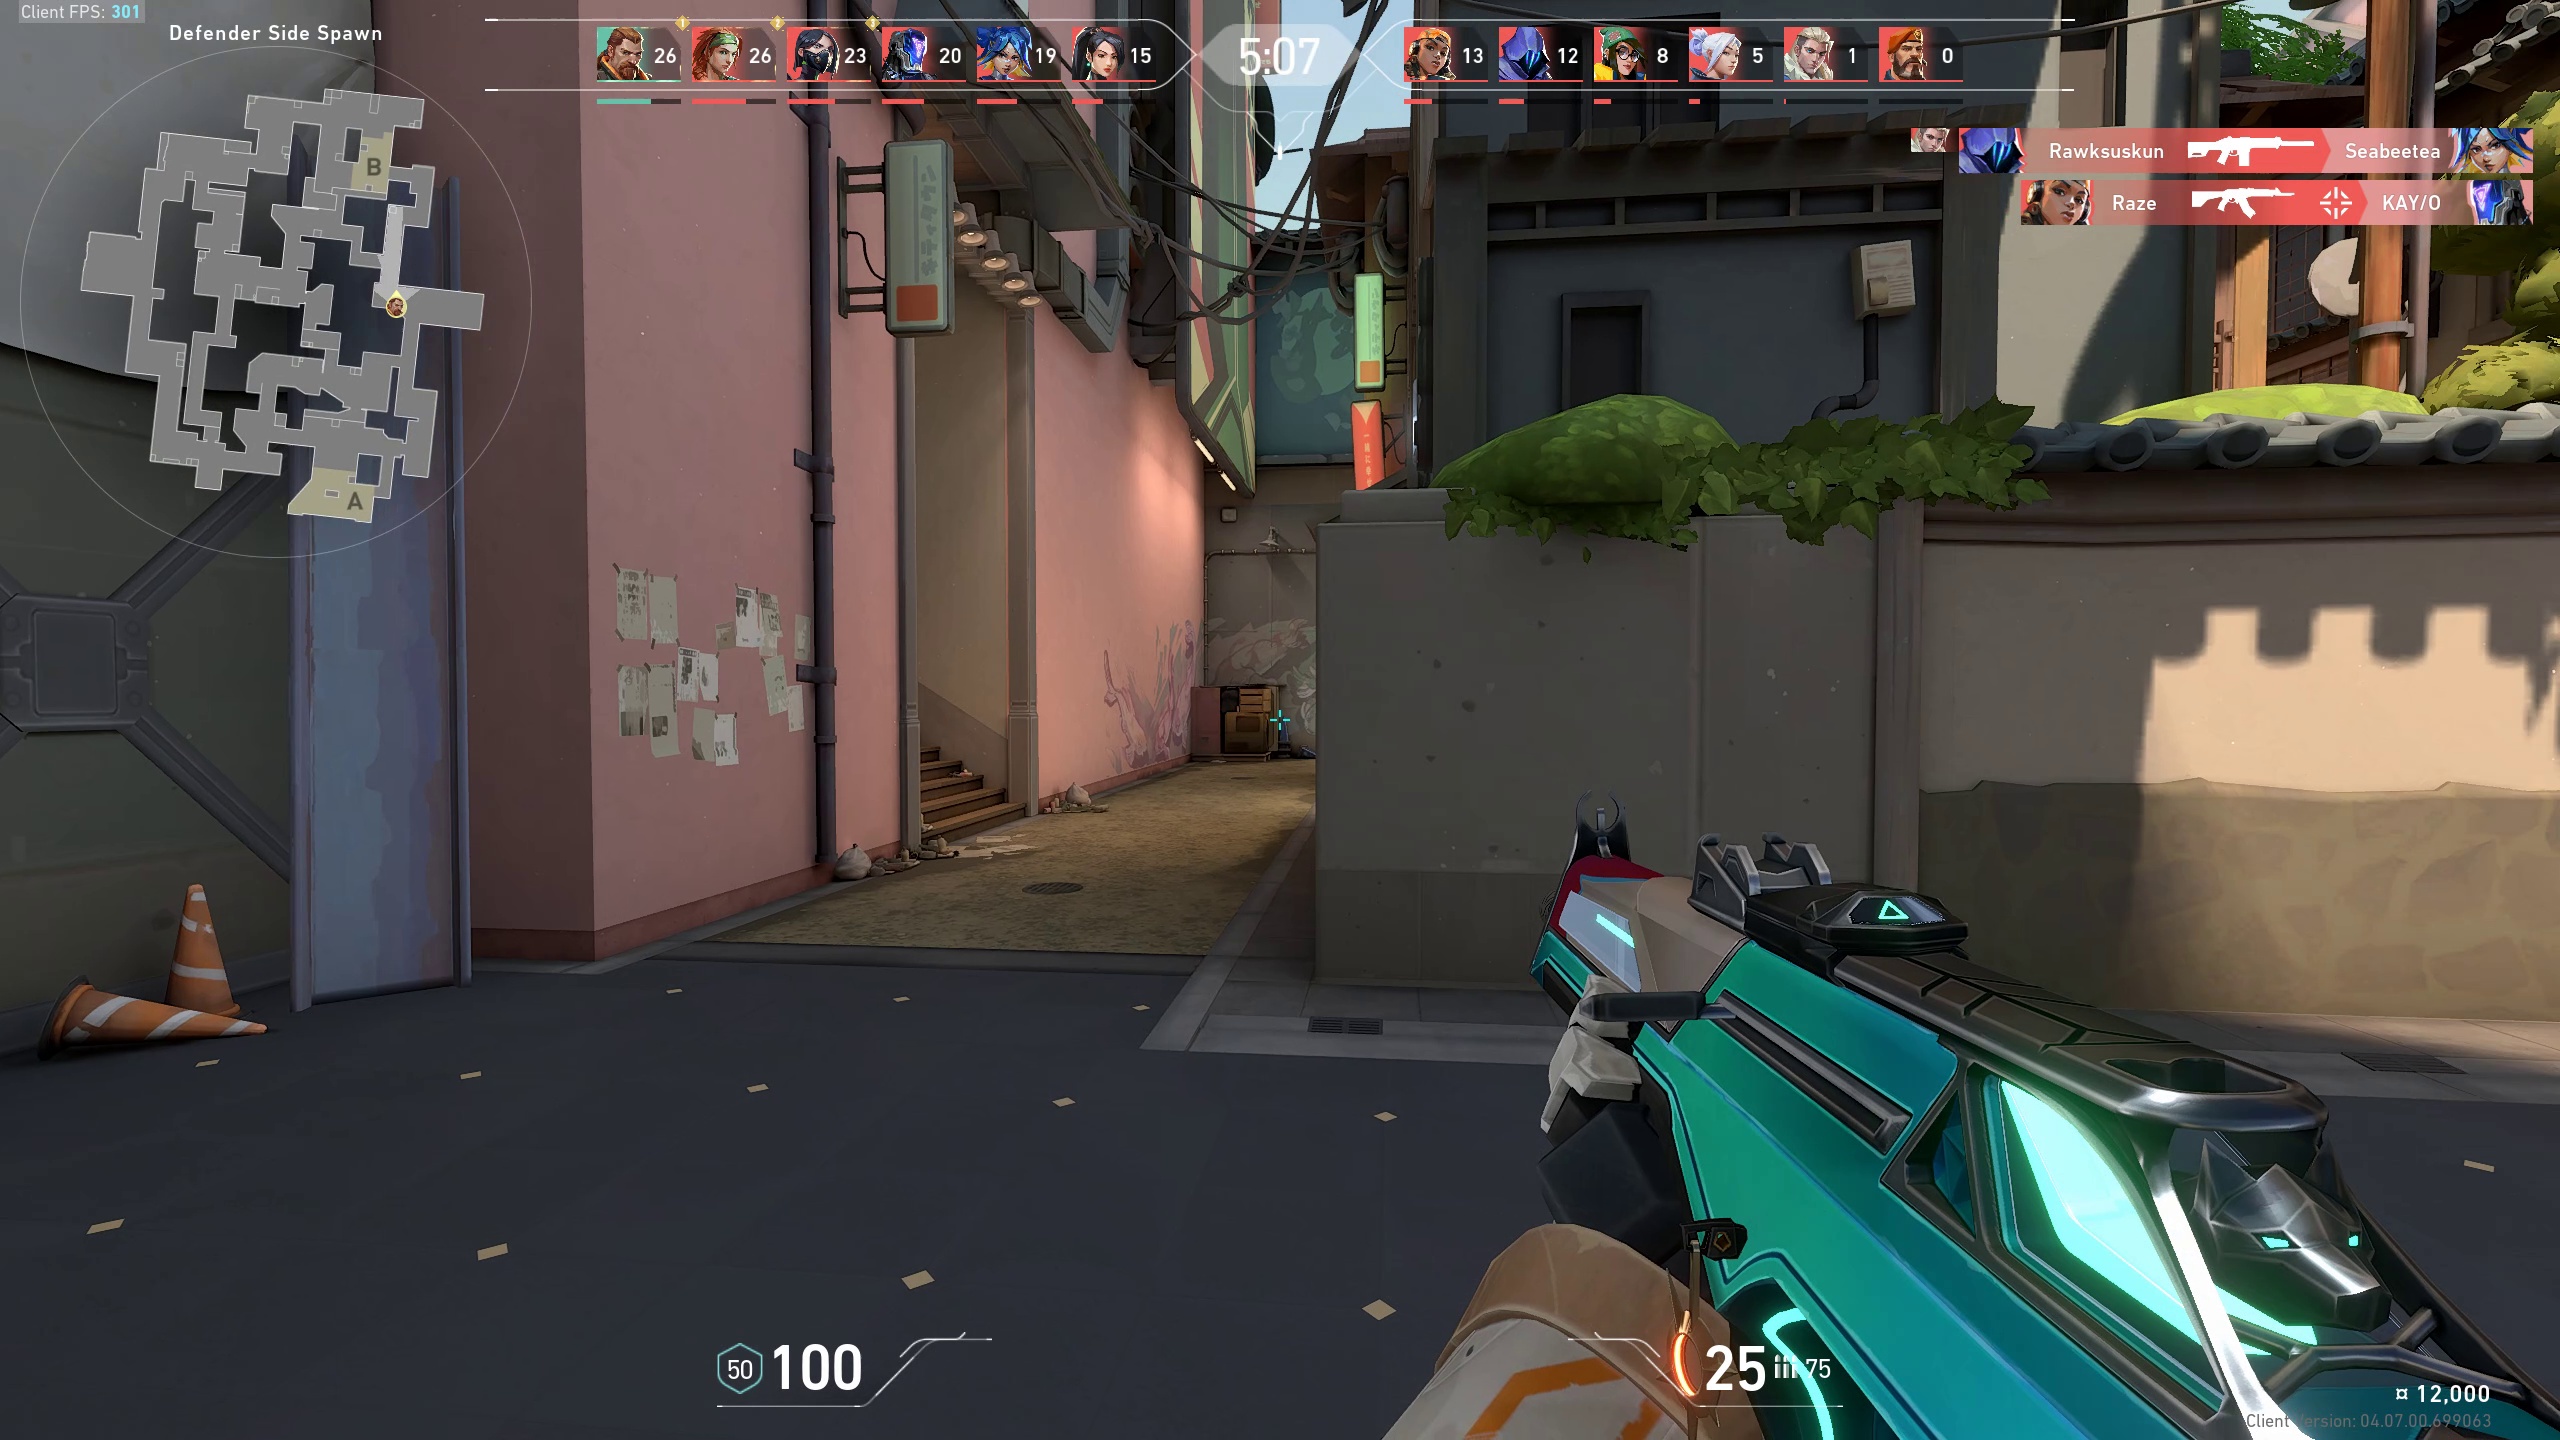 Client FPS: 301
Defender Side Spawn
26
26
23
20
19
15
5:07
13
12
8
5
1
0
Rawksuskun Seabeetea
Raze KAY/O
B
A
50 100
25 75
¤ 12,000
Client Version: 04.07.00.699063